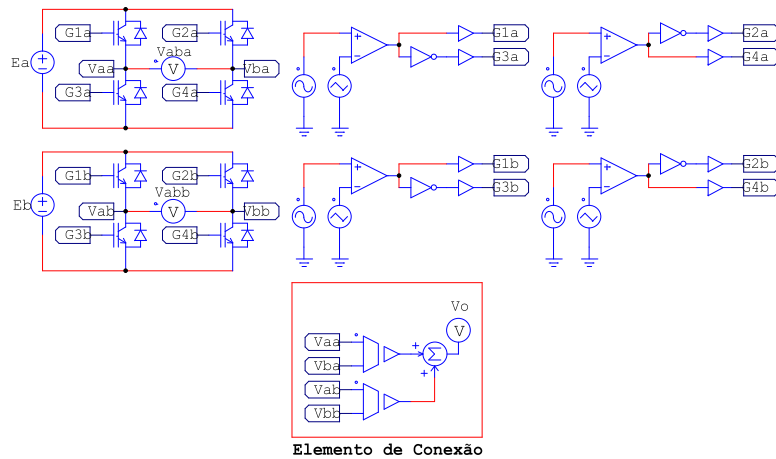 G1a
G2a
Ea
Vaba
V
Vaa
Vba
G3a
G4a
G1a
G3a
G2a
G4a
G1b
G2b
Eb
Vabb
V
Vab
Vbb
G3b
G4b
G1b
G3b
G2b
G4b
Vo
V
Vaa
Vba
Vab
Vbb
Σ
Elemento de Conexão